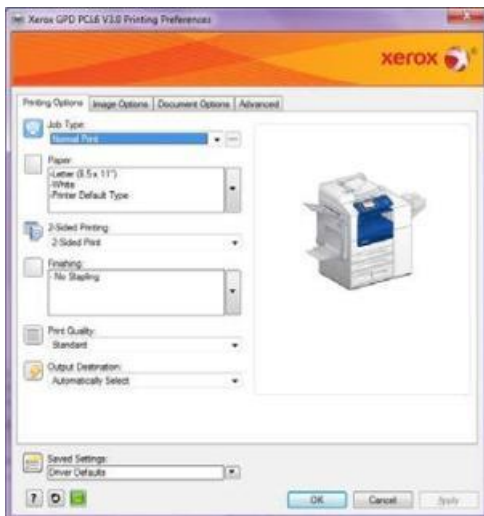 Xerox GPD PCL6 V3.0 Printing Preferences
xerox
Printing Options
Image Options
Document Options
Advanced
Job Type:
Normal Print
Paper:
-Letter (8.5 x 11")
-White
-Printer Default Type
2-Sided Printing:
2-Sided Print
Finishing:
- No Stapling
Print Quality:
Standard
Output Destination:
Automatically Select
Saved Settings:
Driver Defaults
?
OK
Cancel
Apply